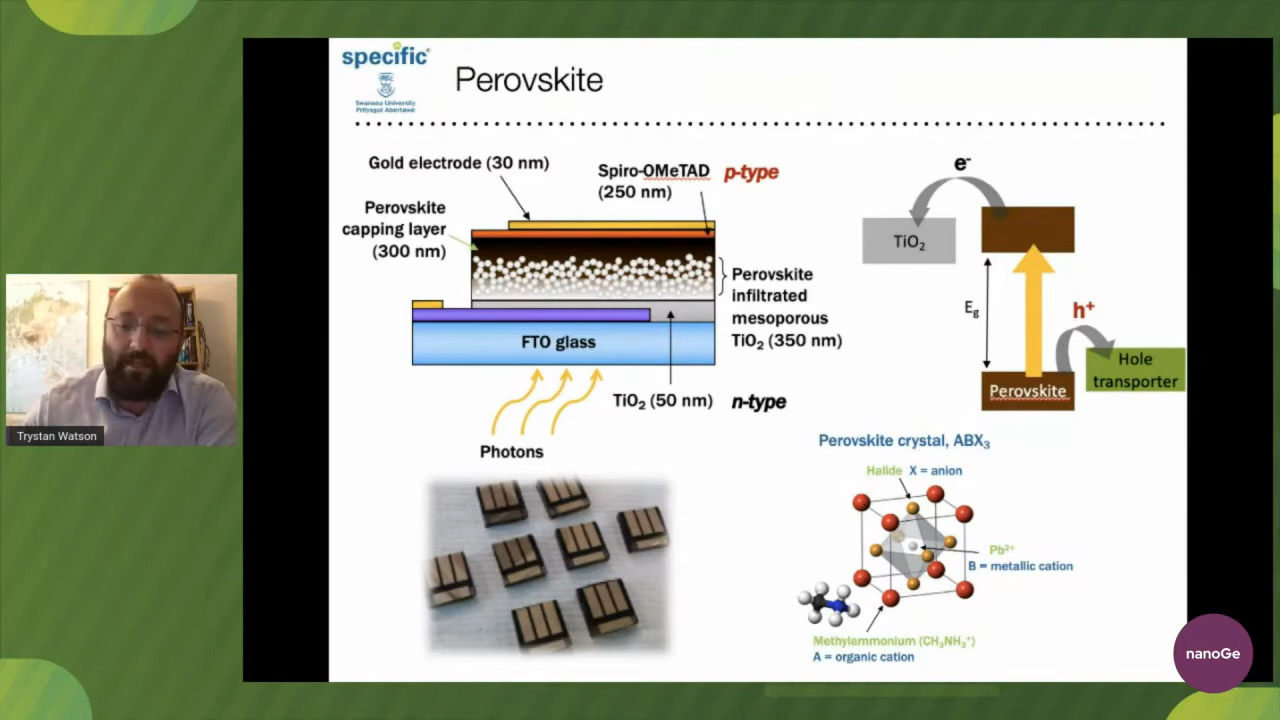 specific
Swansea University
Prifysgol Abertawe
Perovskite
Gold electrode (30 nm)
Spiro-OMeTAD p-type
(250 nm)
Perovskite
capping layer
(300 nm)
Perovskite
infiltrated
mesoporous
TiO₂ (350 nm)
FTO glass
TiO₂ (50 nm) n-type
Photons
e⁻
TiO₂
E₉
h⁺
Hole
transporter
Perovskite
Perovskite crystal, ABX₃
Halide X = anion
Pb²⁺
B = metallic cation
Methylammonium (CH₃NH₃⁺)
A = organic cation
Trystan Watson
nanoGe